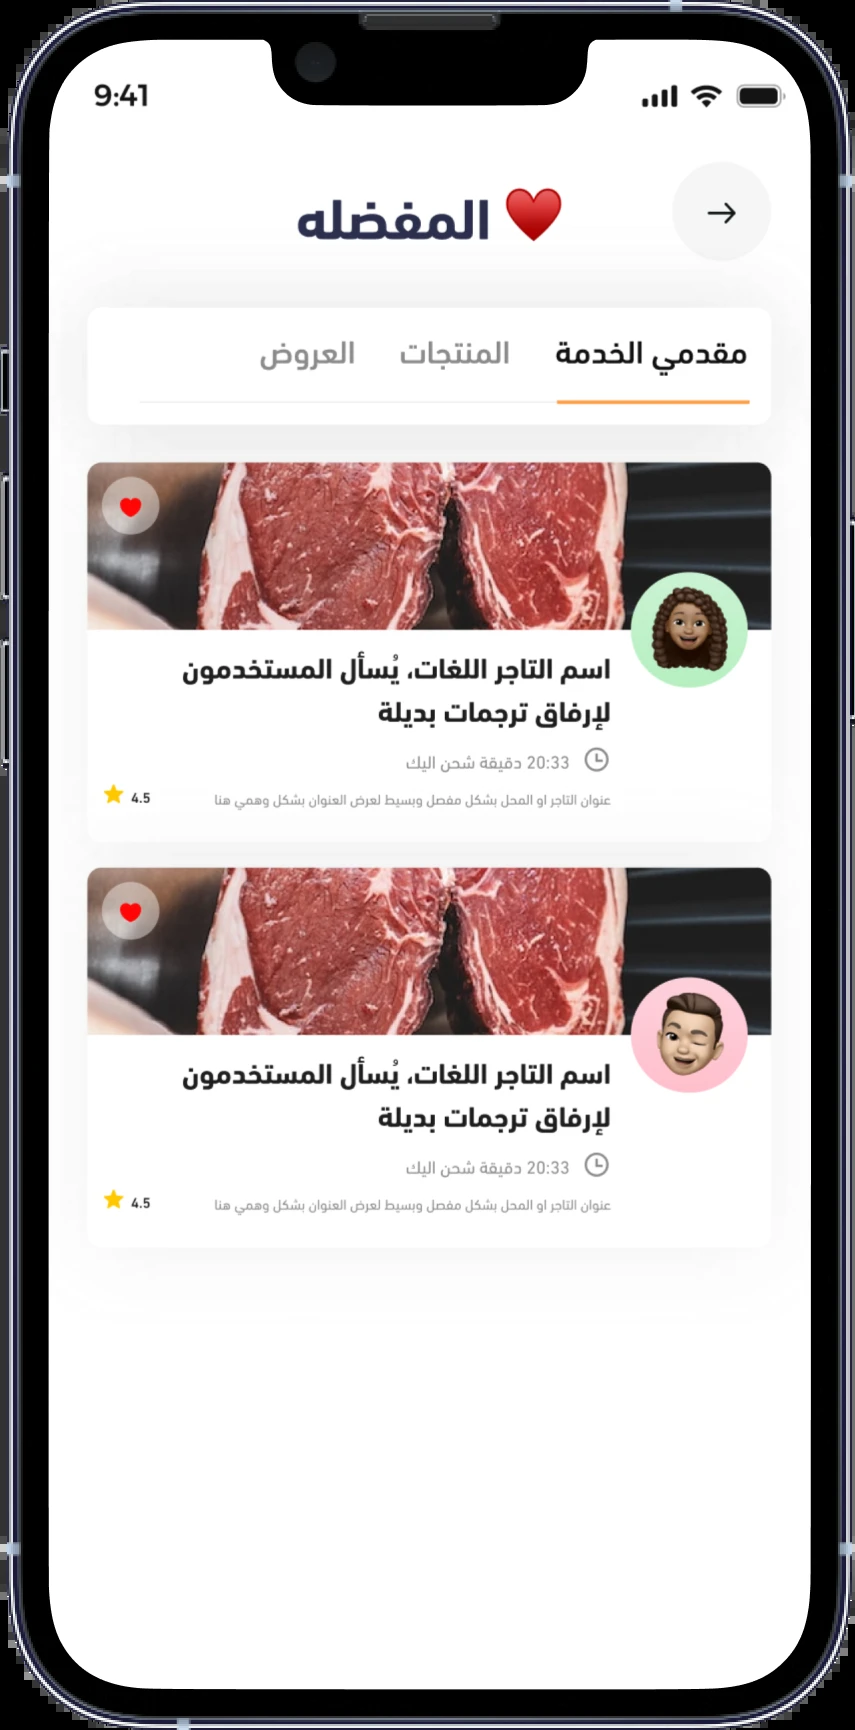 9:41
المفضله
مقدمي الخدمة المنتجات العروض
اسم التاجر اللغات، يُسأل المستخدمون
لإرفاق ترجمات بديلة
20:33 دقيقة شحن اليك
عنوان التاجر او المحل بشكل مفصل وبسيط لعرض العنوان بشكل وهمي هنا
4.5
اسم التاجر اللغات، يُسأل المستخدمون
لإرفاق ترجمات بديلة
20:33 دقيقة شحن اليك
عنوان التاجر او المحل بشكل مفصل وبسيط لعرض العنوان بشكل وهمي هنا
4.5